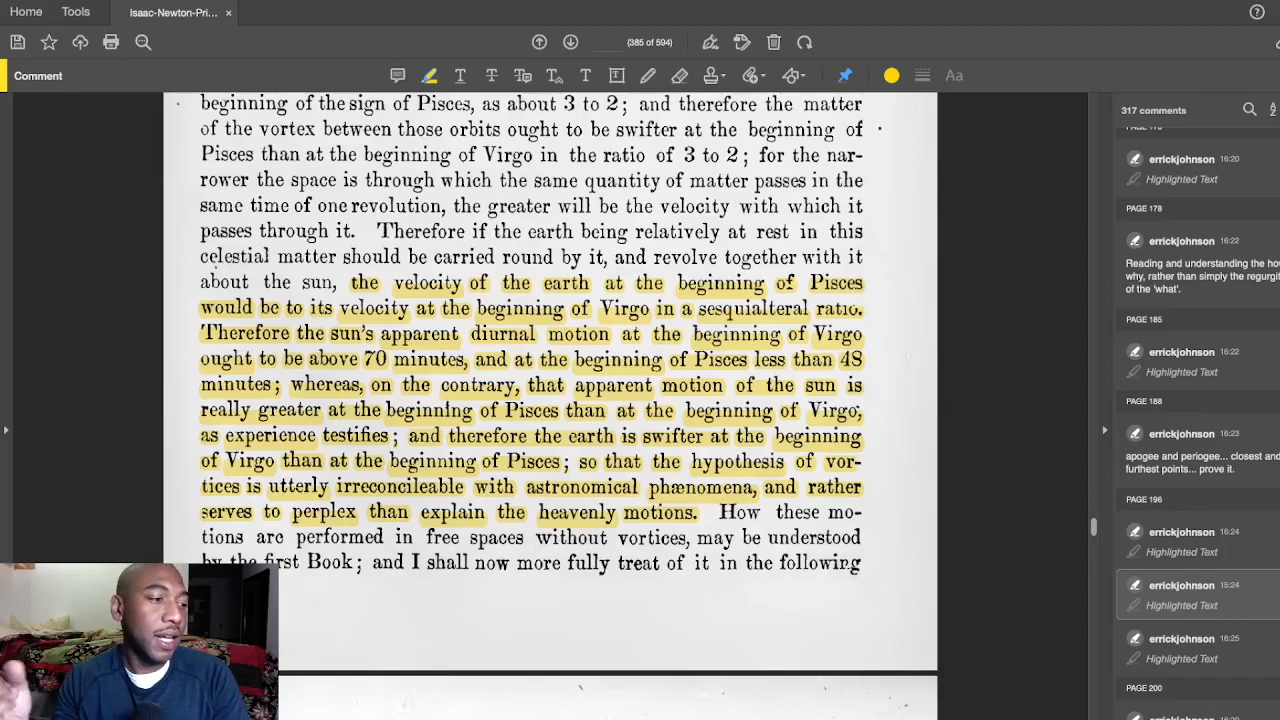 Home
Tools
Isaac-Newton-Pri... ×
(385 of 594)
Comment
Aa
317 comments
beginning of the sign of Pisces, as about 3 to 2; and therefore the matter
of the vortex between those orbits ought to be swifter at the beginning of
Pisces than at the beginning of Virgo in the ratio of 3 to 2; for the nar-
rower the space is through which the same quantity of matter passes in the
same time of one revolution, the greater will be the velocity with which it
passes through it. Therefore if the earth being relatively at rest in this
celestial matter should be carried round by it, and revolve together with it
about the sun, the velocity of the earth at the beginning of Pisces
would be to its velocity at the beginning of Virgo in a sesquialteral ratio.
Therefore the sun's apparent diurnal motion at the beginning of Virgo
ought to be above 70 minutes, and at the beginning of Pisces less than 48
minutes; whereas, on the contrary, that apparent motion of the sun is
really greater at the beginning of Pisces than at the beginning of Virgo,
as experience testifies; and therefore the earth is swifter at the beginning
of Virgo than at the beginning of Pisces; so that the hypothesis of vor-
tices is utterly irreconcileable with astronomical phænomena, and rather
serves to perplex than explain the heavenly motions. How these mo-
tions are performed in free spaces without vortices, may be understood
by the first Book; and I shall now more fully treat of it in the following
errickjohnson 16:20
Highlighted Text
PAGE 178
errickjohnson 16:22
Reading and understanding the
why, rather than simply the
of the 'what'.
PAGE 185
errickjohnson 16:22
Highlighted Text
PAGE 188
errickjohnson 16:23
apogee and periogee... closest and
furthest points... prove it.
PAGE 196
errickjohnson 16:24
Highlighted Text
errickjohnson 15:24
Highlighted Text
errickjohnson 16:25
Highlighted Text
PAGE 200